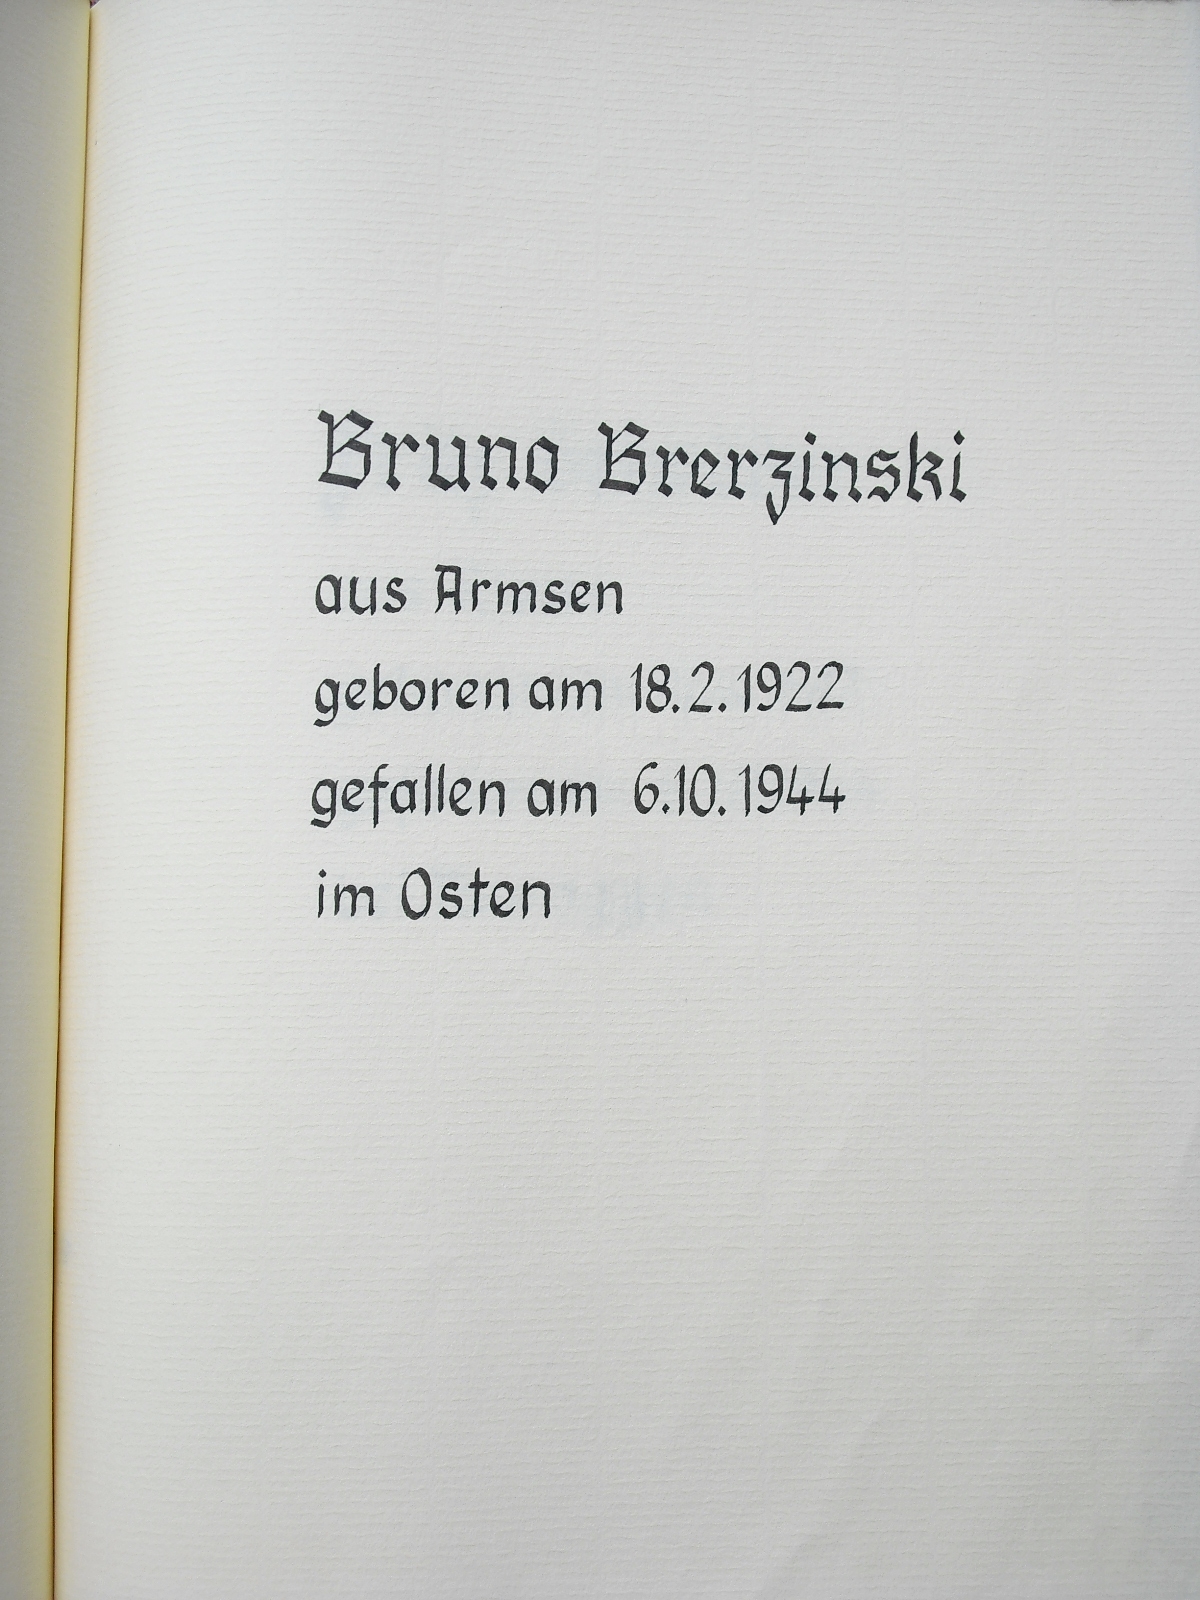 Bruno Brerzinski
aus Armsen
geboren am 18.2.1922
gefallen am 6.10.1944
im Osten